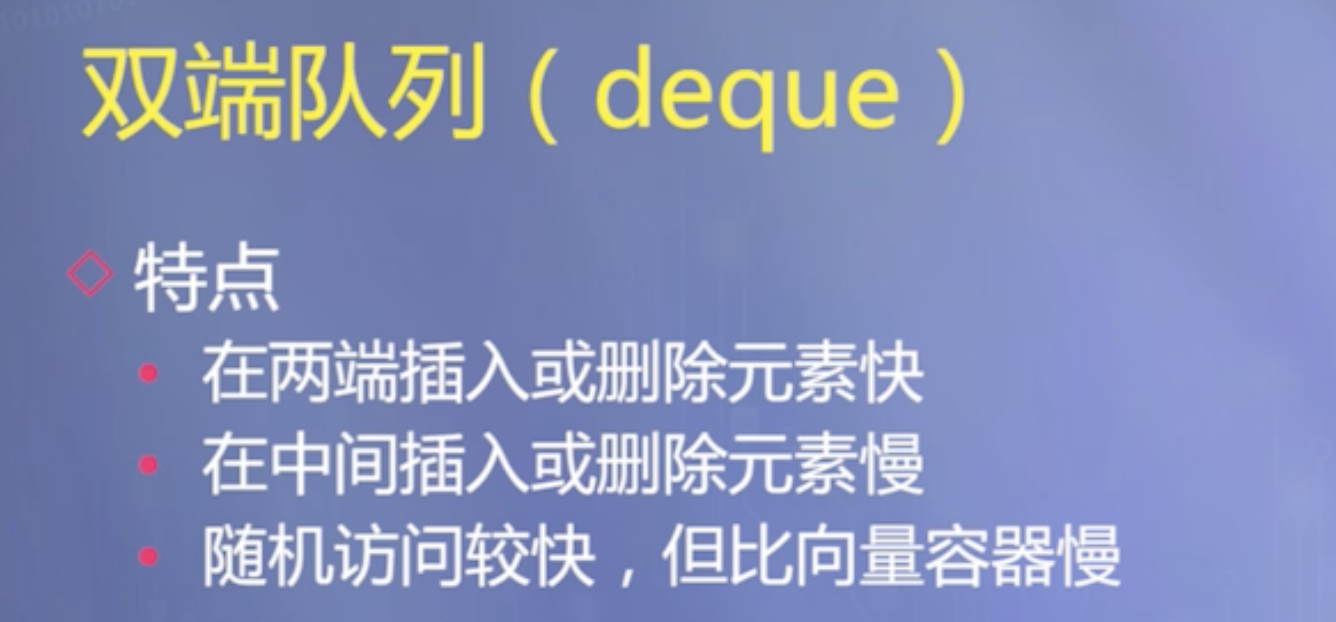 双端队列（deque）
特点
在两端插入或删除元素快
在中间插入或删除元素慢
随机访问较快，但比向量容器慢